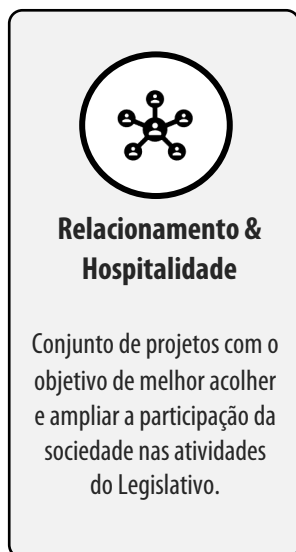 Relacionamento &
Hospitalidade
Conjunto de projetos com o
objetivo de melhor acolher
e ampliar a participação da
sociedade nas atividades
do Legislativo.